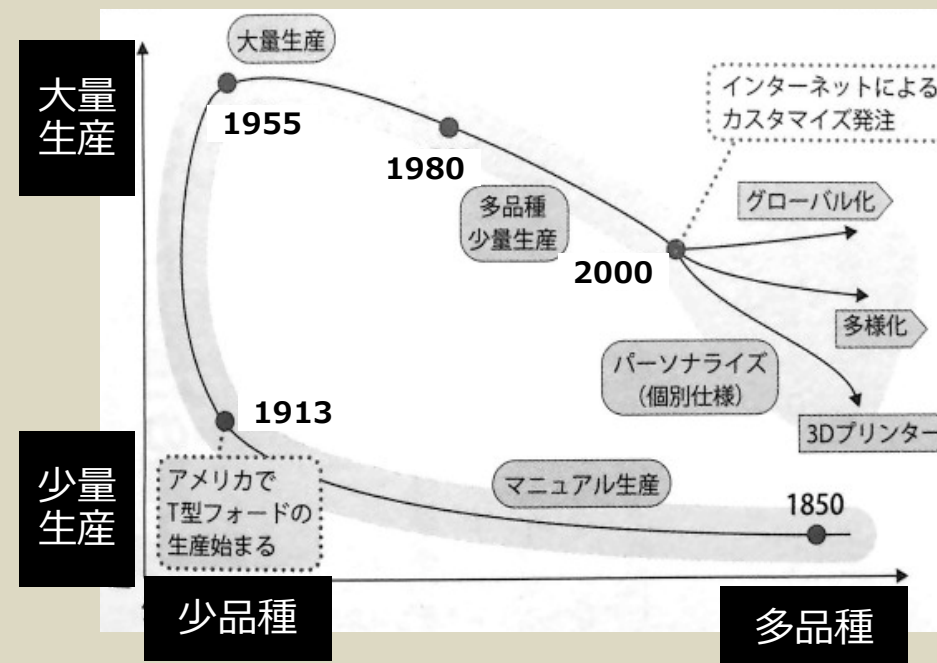 大量
生産
大量生産
1955
1980
インターネットによる
カスタマイズ発注
グローバル化
多品種
少量生産
2000
多様化
パーソナライズ
(個別仕様)
3Dプリンター
1913
少量
生産
アメリカで
T型フォードの
生産始まる
マニュアル生産
1850
少品種
多品種